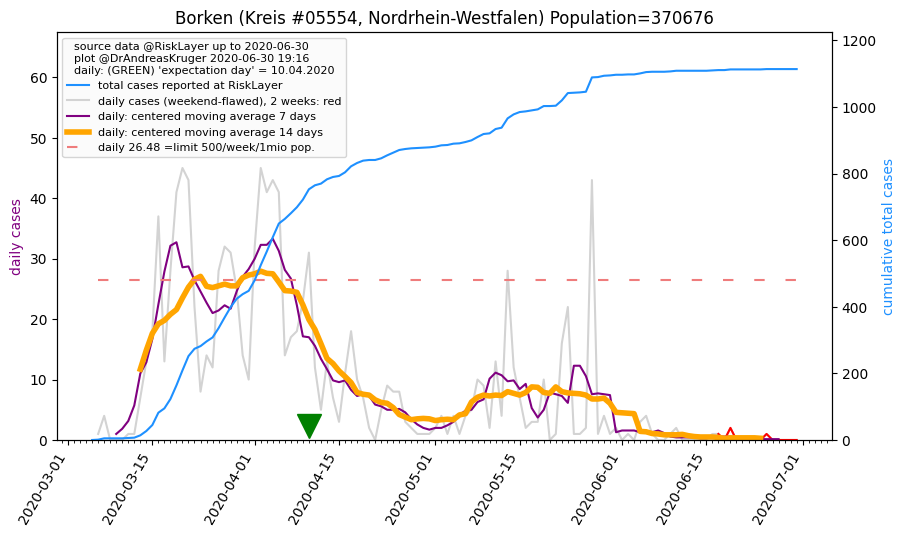 Borken (Kreis #05554, Nordrhein-Westfalen) Population=370676
source data @RiskLayer up to 2020-06-30
plot @DrAndreasKruger 2020-06-30 19:16
daily: (GREEN) 'expectation day' = 10.04.2020
total cases reported at RiskLayer
daily cases (weekend-flawed), 2 weeks: red
daily: centered moving average 7 days
daily: centered moving average 14 days
daily 26.48 =limit 500/week/1mio pop.
daily cases
60
50
40
30
20
10
0
cumulative total cases
1200
1000
800
600
400
200
0
2020-03-01
2020-03-15
2020-04-01
2020-04-15
2020-05-01
2020-05-15
2020-06-01
2020-06-15
2020-07-01